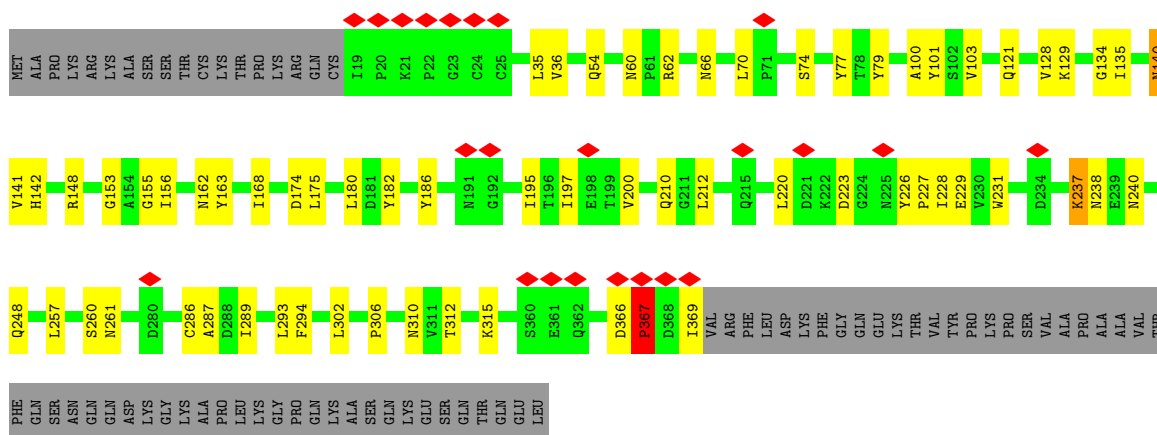 MET ALA PRO LYS ARG LYS ALA SER SER THR CYS LYS THR PRO LYS ARG GLN CYS I19 P20 K21 P22 G23 C24 C25 L35 V36 Q54 N60 P61 R62 N66 L70 P71 S74 Y77 T78 Y79 A100 Y101 S102 V103 Q121 V128 K129 G134 I135 N140
V141 H142 R148 G153 A154 G155 I156 N162 Y163 I168 D174 L175 L180 D181 Y182 Y186 N191 G192 I195 T196 I197 E198 T199 V200 Q210 G211 L212 Q215 L220 D221 K222 D223 G224 N225 Y226 P227 I228 E229 V230 W231 D234 K237 N238 E239 N240
Q248 L257 S260 N261 D280 C286 A287 D288 I289 L293 F294 L302 P306 N310 V311 T312 K315 S360 E361 Q362 D366 P367 D368 I369 VAL ARG PHE LEU ASP LYS PHE GLY GLN GLU LYS THR VAL TYR PRO LYS PRO SER VAL ALA PRO ALA ALA VAL THR
PHE GLN SER ASN GLN GLN ASP LYS GLY LYS ALA PRO LEU LYS GLY PRO GLN LYS ALA SER GLN LYS GLU SER GLN THR GLN GLU LEU